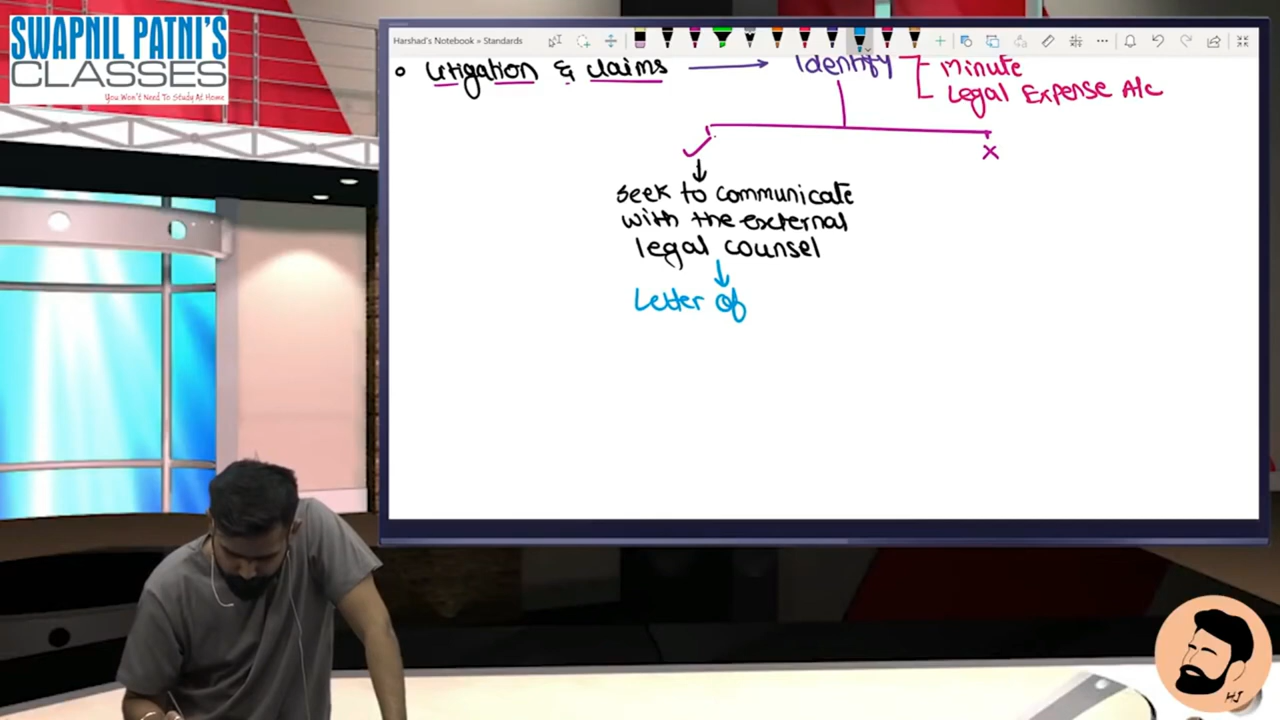 SWAPNIL PATNI'S
CLASSES
You Won't Need To Study At Home
Harshad's Notebook » Standards
Litigation & claims
Identify
Minute
Legal Expense A/c
✓
x
seek to communicate
with the external
legal counsel
Letter of
HJ